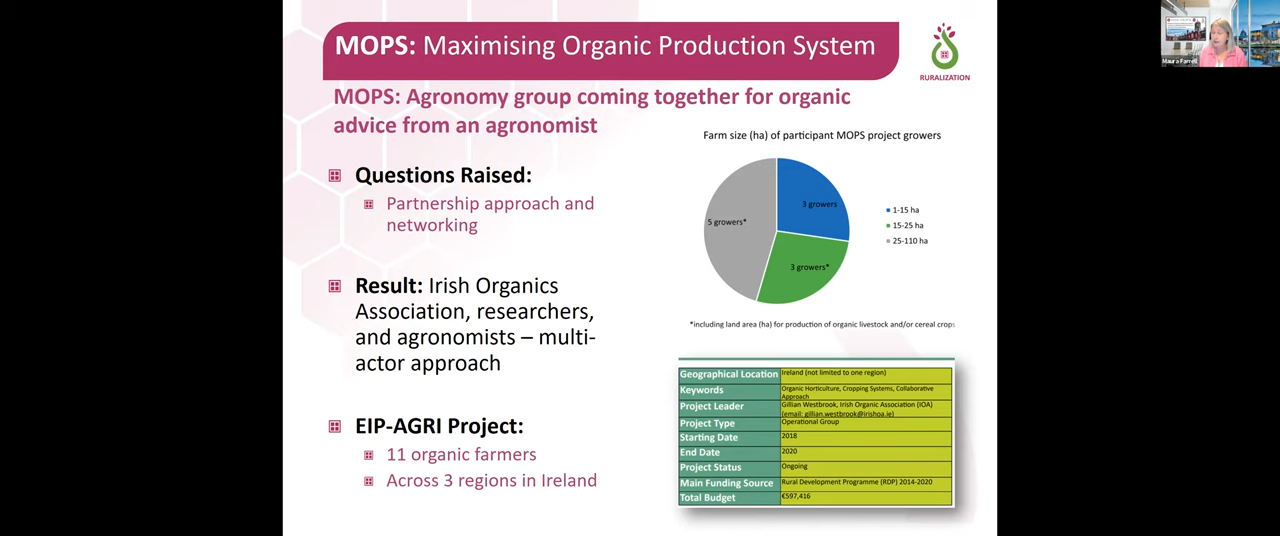 MOPS: Maximising Organic Production System
RURALIZATION
Maura Farrell
MOPS: Agronomy group coming together for organic
advice from an agronomist
Questions Raised:
Partnership approach and
networking
Result: Irish Organics
Association, researchers,
and agronomists – multi-
actor approach
EIP-AGRI Project:
11 organic farmers
Across 3 regions in Ireland
Farm size (ha) of participant MOPS project growers
3 growers
5 growers*
3 growers*
1-15 ha
15-25 ha
25-110 ha
*including land area (ha) for production of organic livestock and/or cereal crops
Geographical Location Ireland (not limited to one region)
Keywords Organic Horticulture, Cropping Systems, Collaborative
Approach
Project Leader Gillian Westbrook, Irish Organic Association (IOA)
(email: gillian.westbrook@irishoa.ie)
Project Type Operational Group
Starting Date 2018
End Date 2020
Project Status Ongoing
Main Funding Source Rural Development Programme (RDP) 2014-2020
Total Budget €597,416